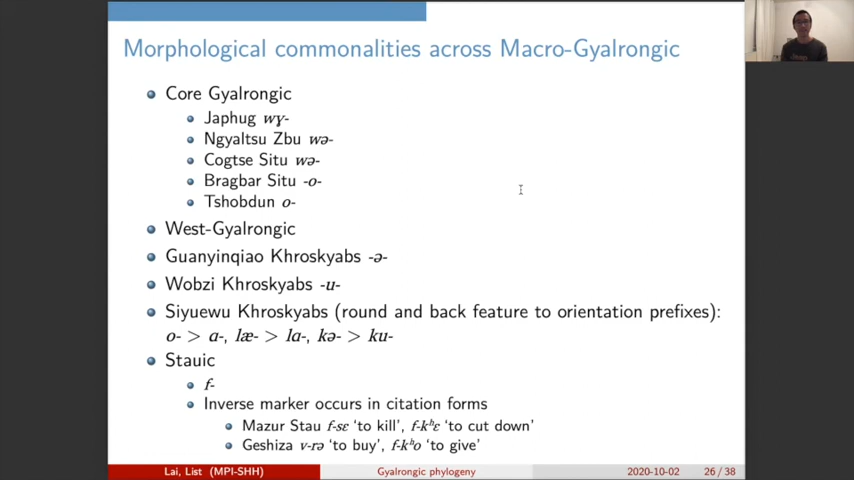 Morphological commonalities across Macro-Gyalrongic
Core Gyalrongic
Japhug wɣ-
Ngyaltsu Zbu wə-
Cogtse Situ wə-
Bragbar Situ -o-
Tshobdun o-
West-Gyalrongic
Guanyinqiao Khroskyabs -ə-
Wobzi Khroskyabs -u-
Siyuewu Khroskyabs (round and back feature to orientation prefixes):
o- > ɑ-, læ- > lɑ-, kə- > ku-
Stauic
f-
Inverse marker occurs in citation forms
Mazur Stau f-sɛ ‘to kill’, f-kʰɛ ‘to cut down’
Geshiza v-rə ‘to buy’, f-kʰo ‘to give’
Lai, List (MPI-SHH) Gyalrongic phylogeny 2020-10-02 26 / 38